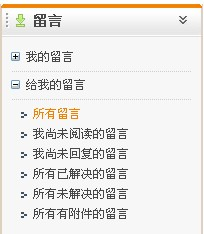 留言
我的留言
给我的留言
所有留言
我尚未阅读的留言
我尚未回复的留言
所有已解决的留言
所有未解决的留言
所有有附件的留言